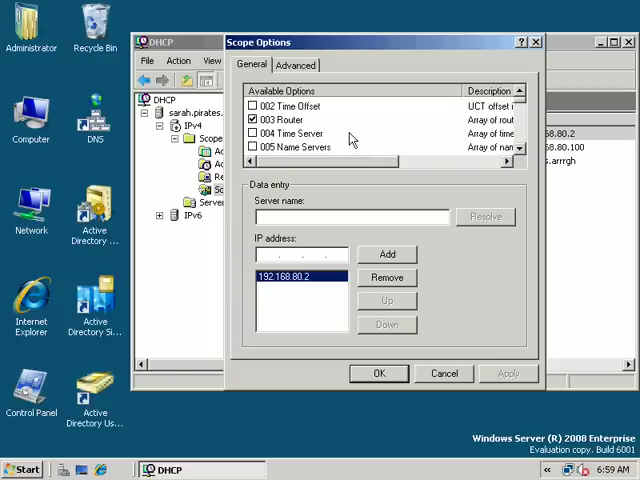 Administrator
Recycle Bin
Computer
DNS
Network
Active
Directory ...
Internet
Explorer
Active
Directory Si...
Control Panel
Active
Directory Us...
DHCP
File Action View
DHCP
sarah.pirates.
IPv4
Scope
Server
IPv6
80.2
.80.100
s.arrrgh
Scope Options
General Advanced
Available Options Description
002 Time Offset UCT offset i
003 Router Array of rout
004 Time Server Array of time
005 Name Servers Array of nam
Data entry
Server name:
Resolve
IP address:
. . .
Add
192.168.80.2
Remove
Up
Down
OK Cancel Apply
Windows Server (R) 2008 Enterprise
Evaluation copy. Build 6001
Start DHCP « 6:59 AM